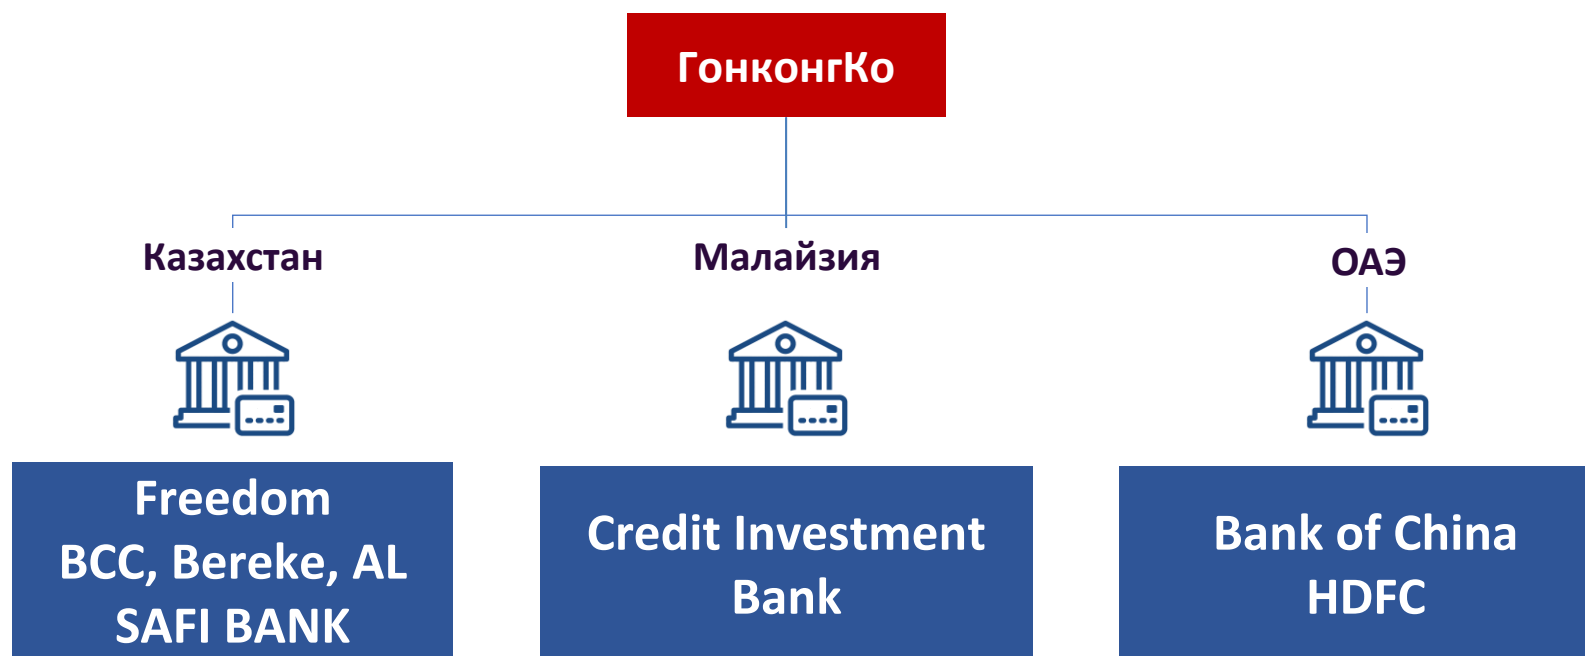 ГонконгКо
Казахстан
Малайзия
ОАЭ
Freedom
BCC, Bereke, AL
SAFI BANK
Credit Investment
Bank
Bank of China
HDFC